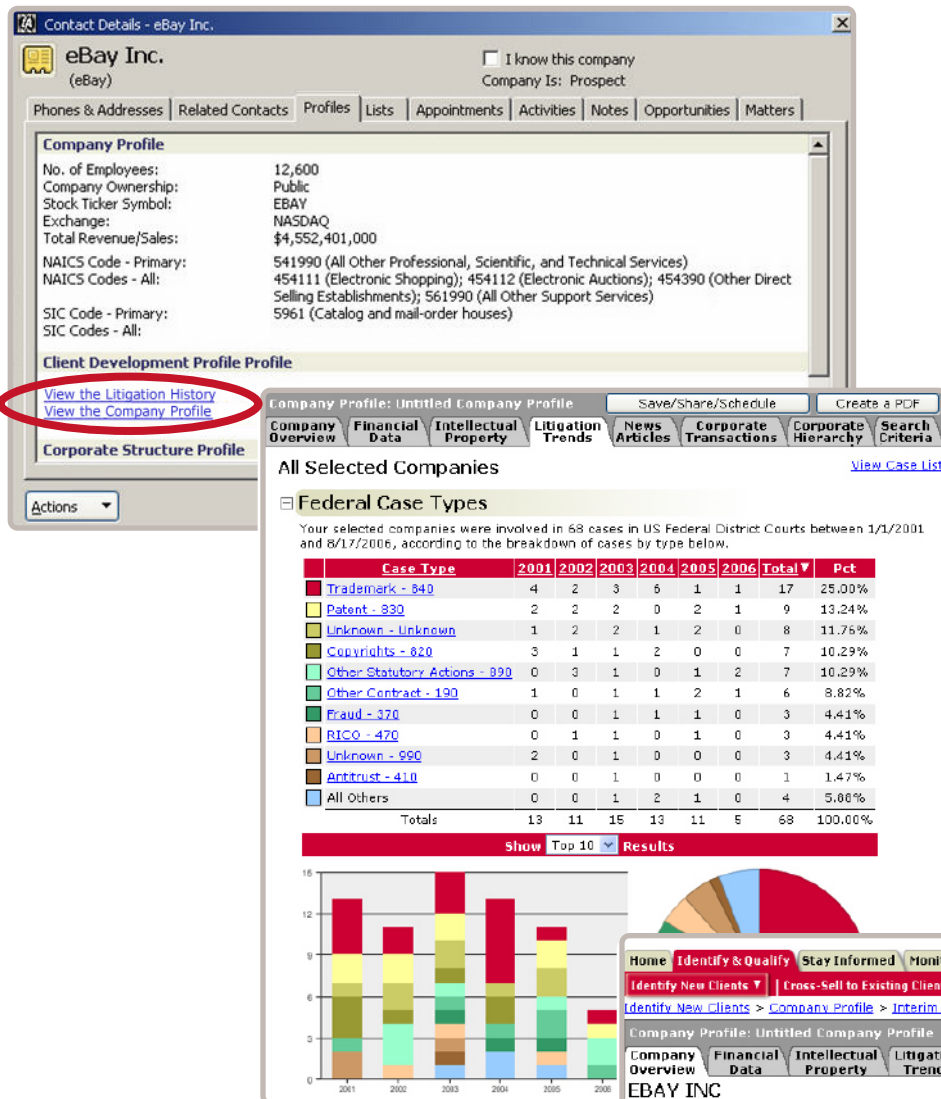 Contact Details - eBay Inc.
eBay Inc.
(eBay)
I know this company
Company Is: Prospect
Phones & Addresses Related Contacts Profiles Lists Appointments Activities Notes Opportunities Matters
Company Profile
No. of Employees: 12,600
Company Ownership: Public
Stock Ticker Symbol: EBAY
Exchange: NASDAQ
Total Revenue/Sales: $4,552,401,000
NAICS Code - Primary: 541990 (All Other Professional, Scientific, and Technical Services)
NAICS Codes - All: 454111 (Electronic Shopping); 454112 (Electronic Auctions); 454390 (Other Direct
Selling Establishments); 561990 (All Other Support Services)
SIC Code - Primary: 5961 (Catalog and mail-order houses)
SIC Codes - All:
Client Development Profile Profile
View the Litigation History
View the Company Profile
Corporate Structure Profile
Actions
Company Profile: Untitled Company Profile Save/Share/Schedule Create a PDF
Company Overview Financial Data Intellectual Property Litigation Trends News Articles Corporate Transactions Corporate Hierarchy Search Criteria
All Selected Companies View Case List
Federal Case Types
Your selected companies were involved in 68 cases in US Federal District Courts between 1/1/2001
and 8/17/2006, according to the breakdown of cases by type below.
Case Type 2001 2002 2003 2004 2005 2006 Total Pct
Trademark - 840 4 2 3 6 1 1 17 25.00%
Patent - 830 2 2 2 0 2 1 9 13.24%
Unknown - Unknown 1 2 2 1 2 0 8 11.76%
Copyrights - 820 3 1 1 2 0 0 7 10.29%
Other Statutory Actions - 890 0 3 1 0 1 2 7 10.29%
Other Contract - 190 1 0 1 1 2 1 6 8.82%
Fraud - 370 0 0 1 1 1 0 3 4.41%
RICO - 470 0 1 1 0 1 0 3 4.41%
Unknown - 990 2 0 1 0 0 0 3 4.41%
Antitrust - 410 0 0 1 0 0 0 1 1.47%
All Others 0 0 1 2 1 0 4 5.88%
Totals 13 11 15 13 11 5 68 100.00%
Show Top 10 Results
15
12
9
6
3
0
2001 2002 2003 2004 2005 2006
Home Identify & Qualify Stay Informed Moni
Identify New Clients Cross-Sell to Existing Clien
Identify New Clients > Company Profile > Interim
Company Profile: Untitled Company Profile
Company Overview Financial Data Intellectual Property Litigati Trend
EBAY INC